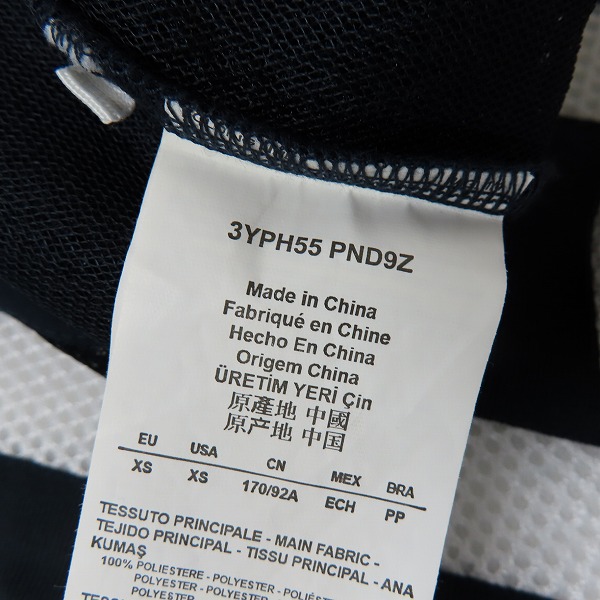 3YPH55 PND9Z
Made in China
Fabriqué en Chine
Hecho En China
Origem China
ÜRETİM YERİ Çin
原產地 中國
原产地 中国
EU USA CN MEX BRA
XS XS 170/92A ECH PP
TESSUTO PRINCIPALE - MAIN FABRIC -
TEJIDO PRINCIPAL - TISSU PRINCIPAL - ANA
KUMAŞ
100% POLIESTERE - POLYESTER - POLIÉSTER -
POLYESTER - POLYESTER - POLYESTER